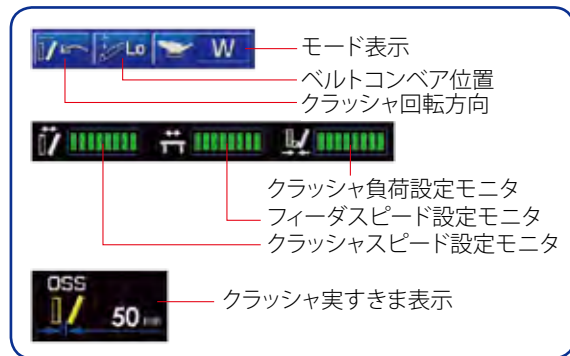 Lo W モード表示
ベルトコンベア位置
クラッシャ回転方向
クラッシャ負荷設定モニタ
フィーダスピード設定モニタ
クラッシャスピード設定モニタ
OSS
50 mm
クラッシャ実すきま表示